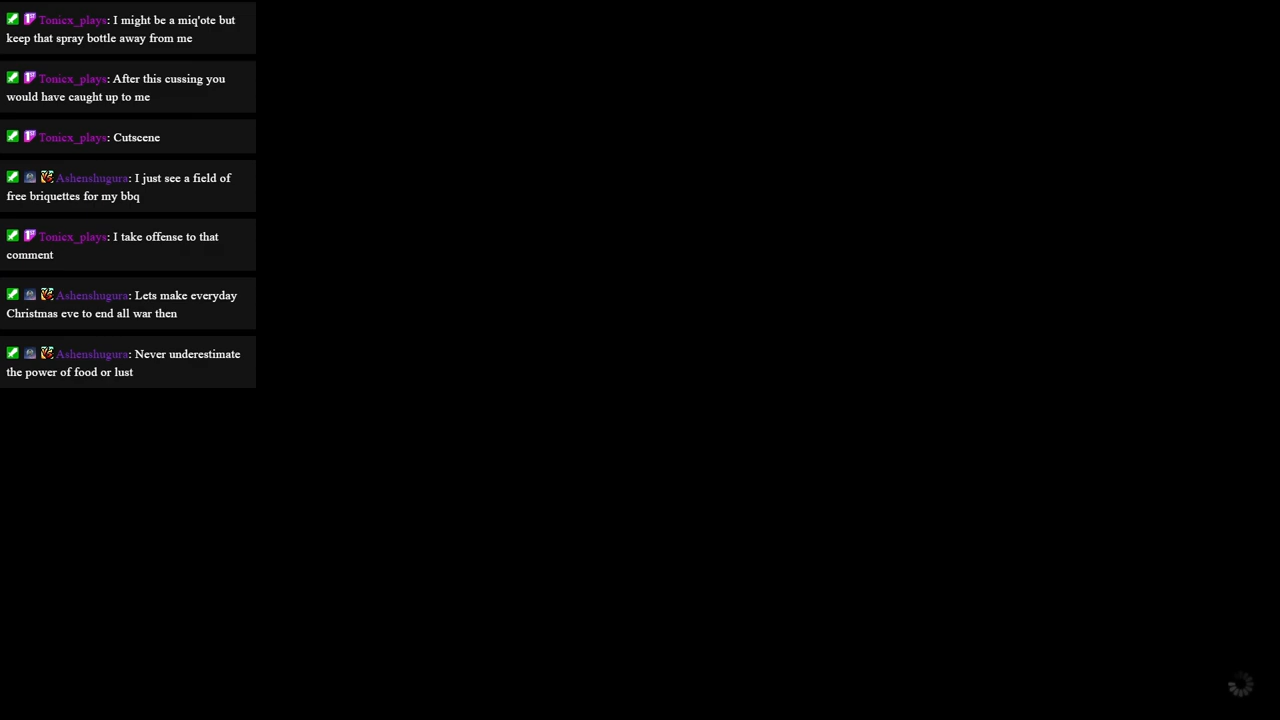 Tonicx_plays: I might be a miq'ote but
keep that spray bottle away from me
Tonicx_plays: After this cussing you
would have caught up to me
Tonicx_plays: Cutscene
Ashenshugura: I just see a field of
free briquettes for my bbq
Tonicx_plays: I take offense to that
comment
Ashenshugura: Lets make everyday
Christmas eve to end all war then
Ashenshugura: Never underestimate
the power of food or lust